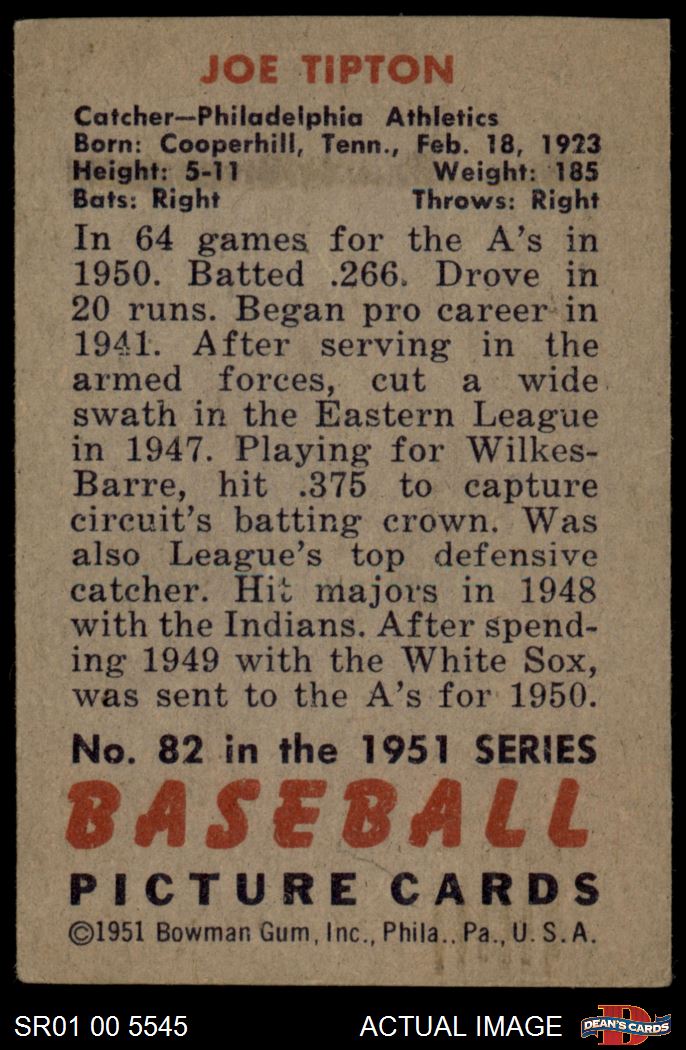 JOE TIPTON
Catcher—Philadelphia Athletics
Born: Cooperhill, Tenn., Feb. 18, 1923
Height: 5-11 Weight: 185
Bats: Right Throws: Right
In 64 games for the A's in
1950. Batted .266. Drove in
20 runs. Began pro career in
1941. After serving in the
armed forces, cut a wide
swath in the Eastern League
in 1947. Playing for Wilkes-
Barre, hit .375 to capture
circuit's batting crown. Was
also League's top defensive
catcher. Hit majors in 1948
with the Indians. After spend-
ing 1949 with the White Sox,
was sent to the A's for 1950.
No. 82 in the 1951 SERIES
BASEBALL
PICTURE CARDS
©1951 Bowman Gum, Inc., Phila., Pa., U. S. A.
SR01 00 5545 ACTUAL IMAGE
D
DEAN'S CARDS